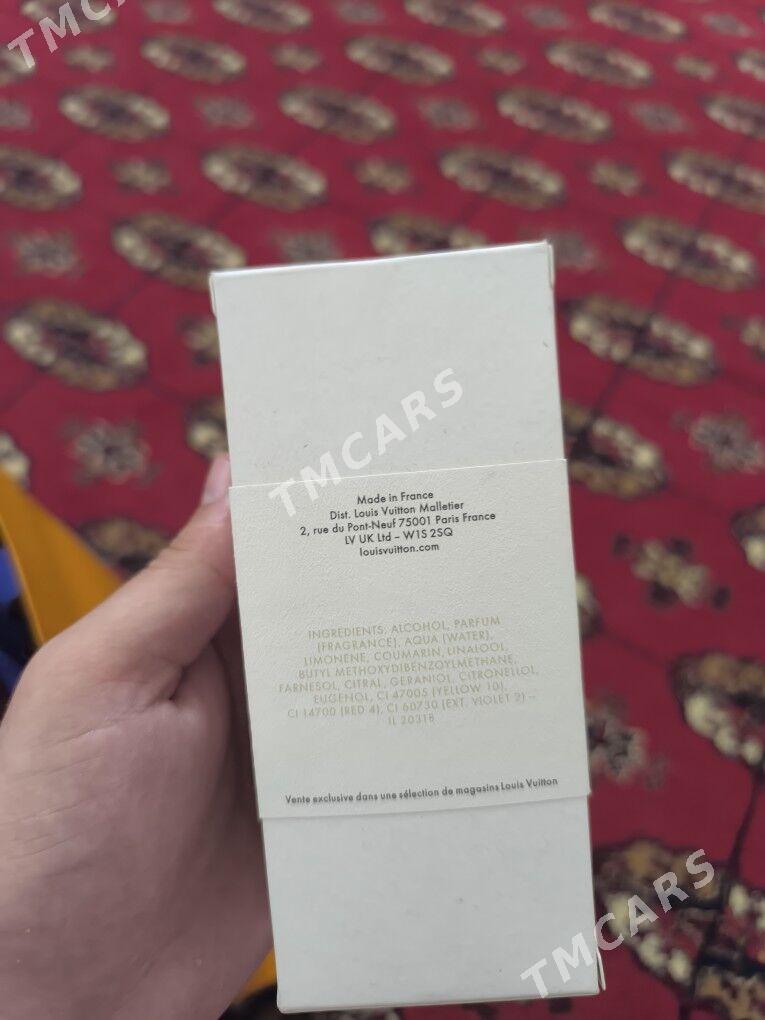 TMCARS
TMCARS
Made in France
Dist. Louis Vuitton Malletier
2, rue du Pont-Neuf 75001 Paris France
LV UK Ltd – W1S 2SQ
louisvuitton.com
INGREDIENTS: ALCOHOL, PARFUM
(FRAGRANCE), AQUA (WATER),
LIMONENE, COUMARIN, LINALOOL,
BUTYL METHOXYDIBENZOYLMETHANE,
FARNESOL, CITRAL, GERANIOL, CITRONELLOL,
EUGENOL, CI 47005 (YELLOW 10),
CI 14700 (RED 4), CI 60730 (EXT. VIOLET 2) –
IL 2031B
Vente exclusive dans une sélection de magasins Louis Vuitton
TMCARS